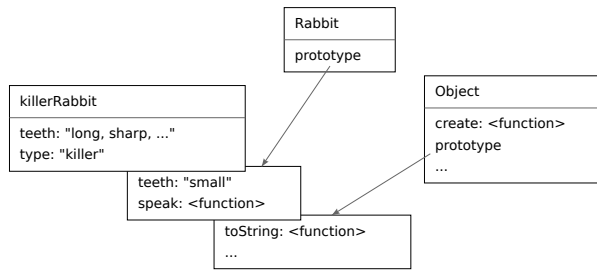 Rabbit
prototype
killerRabbit
teeth: "long, sharp, ..."
type: "killer"
Object
create: <function>
prototype
...
teeth: "small"
speak: <function>
toString: <function>
...